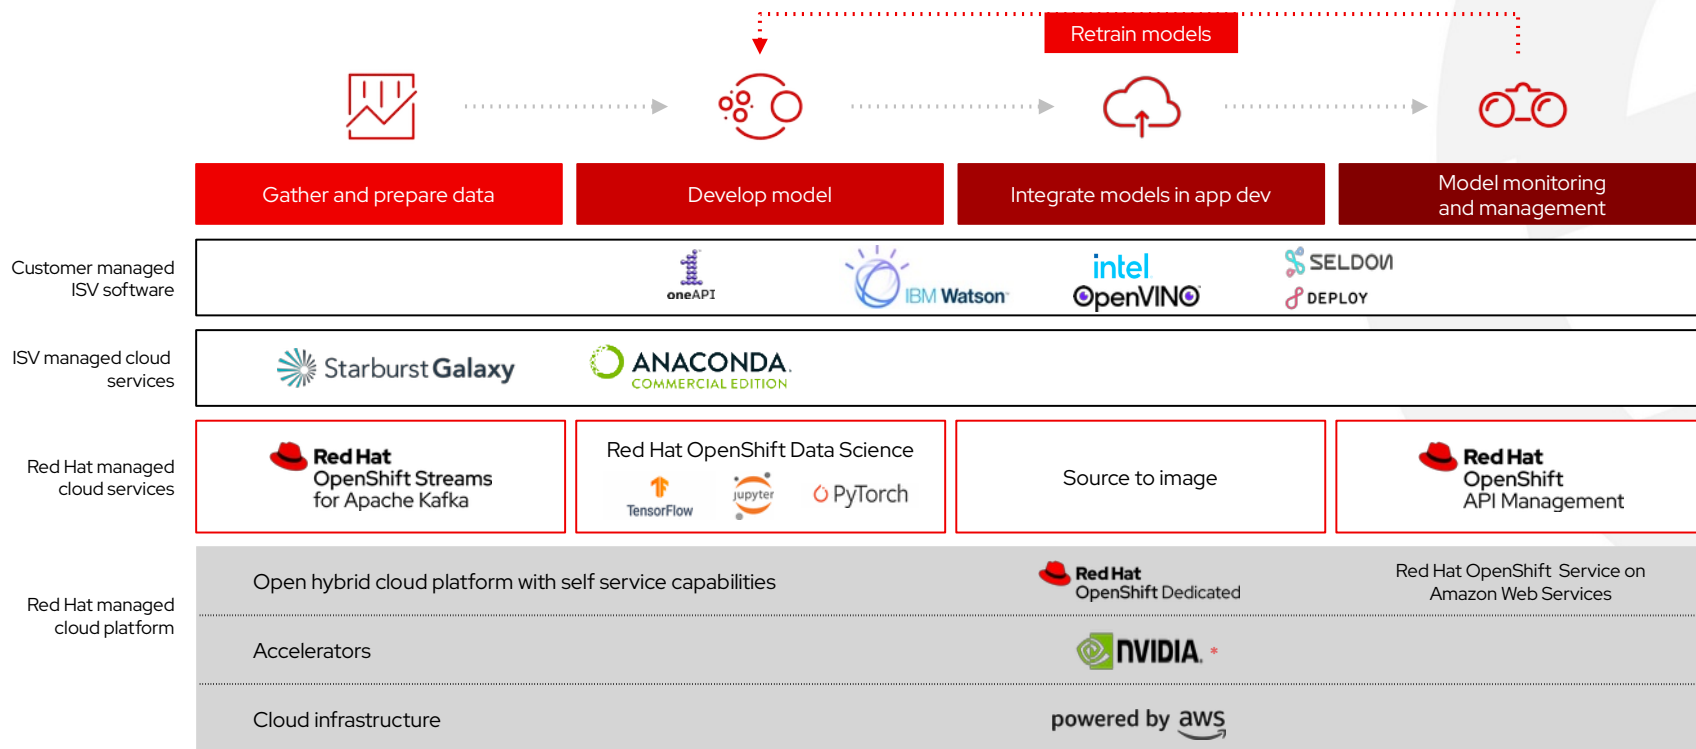 Retrain models
Gather and prepare data
Develop model
Integrate models in app dev
Model monitoring
and management
Customer managed
ISV software
oneAPI
IBM Watson
intel
OpenVINO
SELDON
DEPLOY
ISV managed cloud
services
Starburst Galaxy
ANACONDA.
COMMERCIAL EDITION
Red Hat managed
cloud services
Red Hat
OpenShift Streams
for Apache Kafka
Red Hat OpenShift Data Science
TensorFlow
jupyter
PyTorch
Source to image
Red Hat
OpenShift
API Management
Red Hat managed
cloud platform
Open hybrid cloud platform with self service capabilities
Red Hat
OpenShift Dedicated
Red Hat OpenShift Service on
Amazon Web Services
Accelerators
NVIDIA. *
Cloud infrastructure
powered by aws